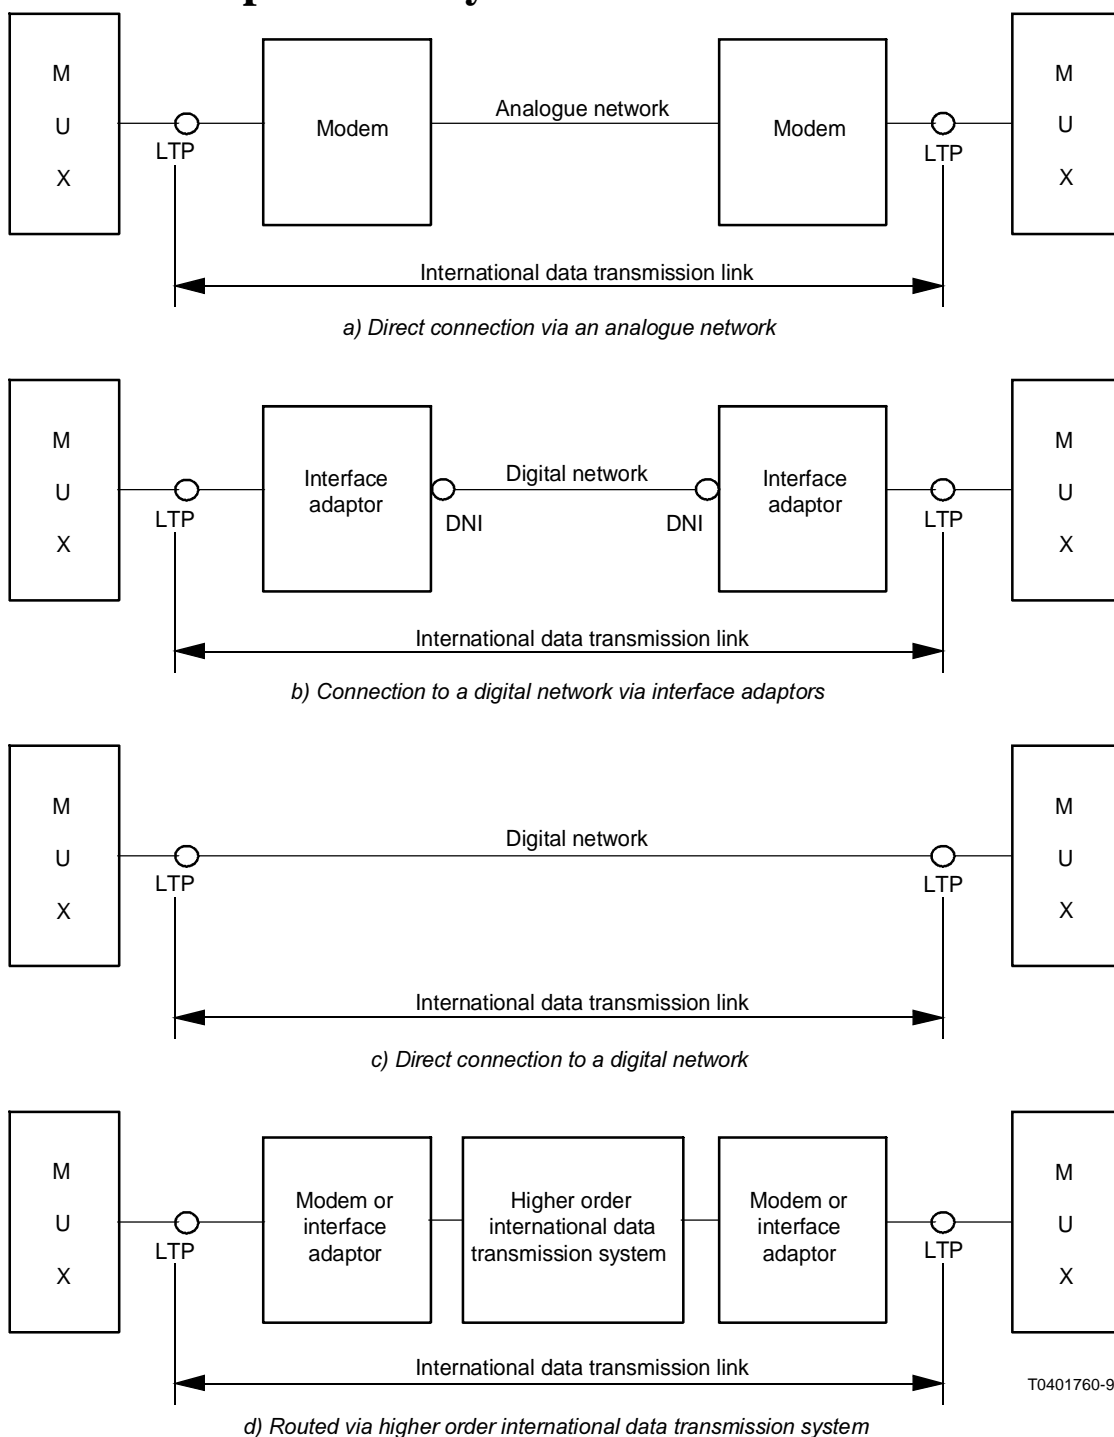 M
U
X
LTP
Modem
Analogue network
Modem
LTP
M
U
X
International data transmission link
a) Direct connection via an analogue network
M
U
X
LTP
Interface
adaptor
DNI
Digital network
DNI
Interface
adaptor
LTP
M
U
X
International data transmission link
b) Connection to a digital network via interface adaptors
M
U
X
LTP
Digital network
LTP
M
U
X
International data transmission link
c) Direct connection to a digital network
M
U
X
LTP
Modem or
interface
adaptor
Higher order
international data
transmission system
Modem or
interface
adaptor
LTP
M
U
X
International data transmission link
T0401760-9
d) Routed via higher order international data transmission system